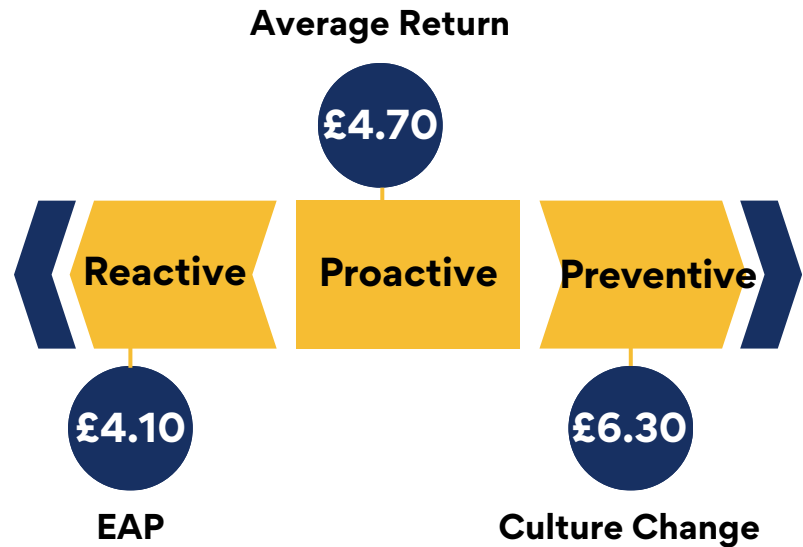 Average Return
£4.70
Reactive
Proactive
Preventive
£4.10
£6.30
EAP
Culture Change